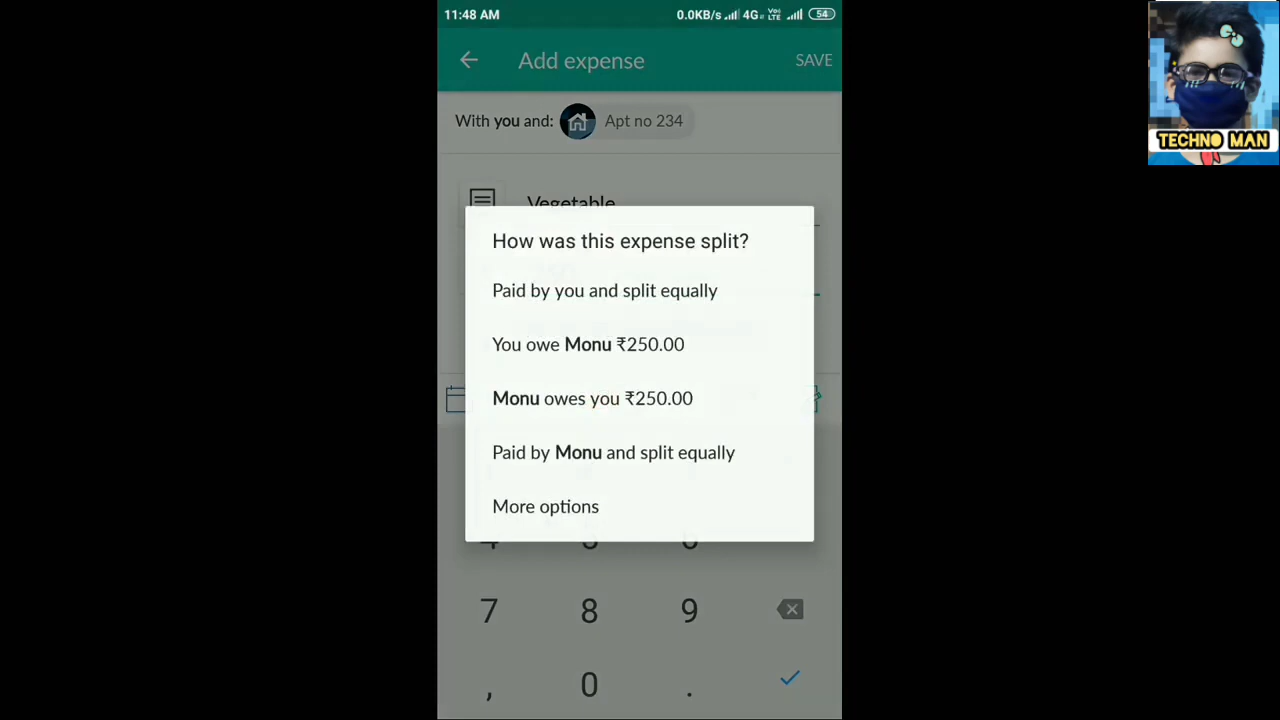 11:48 AM
0.0KB/s 4G Vo LTE 54
Add expense
SAVE
With you and: Apt no 234
Vegetable
How was this expense split?
Paid by you and split equally
You owe Monu ₹250.00
Monu owes you ₹250.00
Paid by Monu and split equally
More options
7 8 9
, 0 .
TECHNO MAN